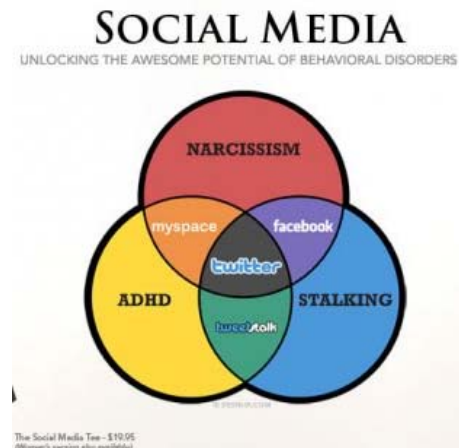 SOCIAL MEDIA
UNLOCKING THE AWESOME POTENTIAL OF BEHAVIORAL DISORDERS
NARCISSISM
myspace
facebook
twitter
ADHD
STALKING
tweetstalk
The Social Media Tee - $19.95